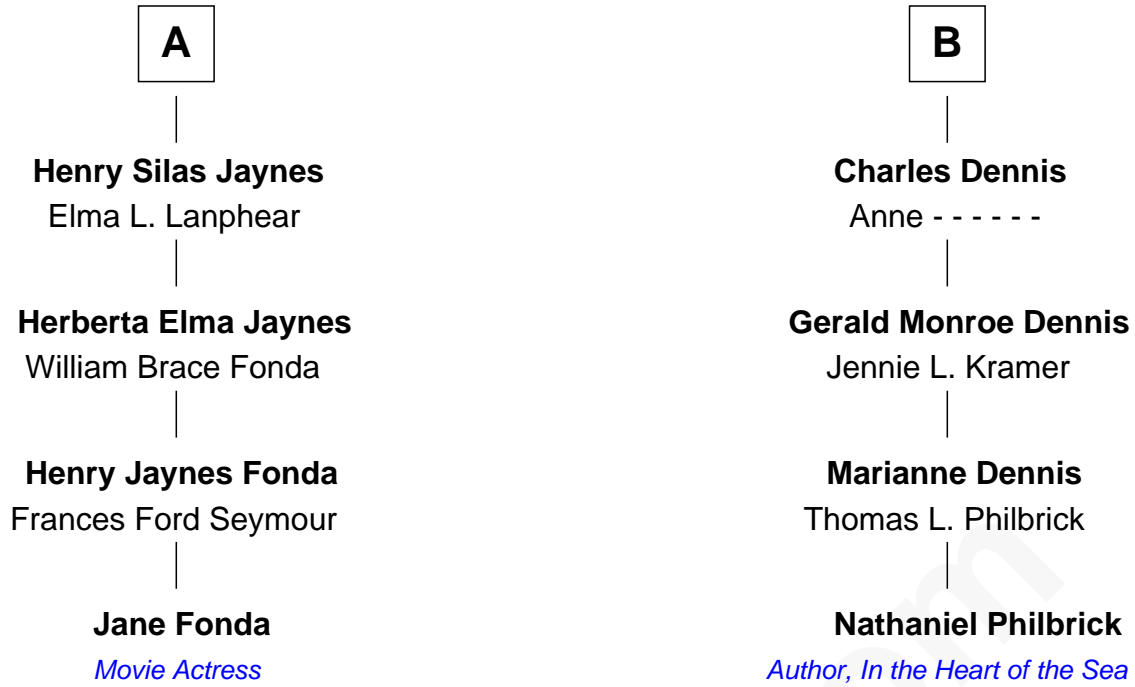 A
Henry Silas Jaynes
Elma L. Lanphear
Herberta Elma Jaynes
William Brace Fonda
Henry Jaynes Fonda
Frances Ford Seymour
Jane Fonda
Movie Actress
B
Charles Dennis
Anne - - - - - -
Gerald Monroe Dennis
Jennie L. Kramer
Marianne Dennis
Thomas L. Philbrick
Nathaniel Philbrick
Author, In the Heart of the Sea